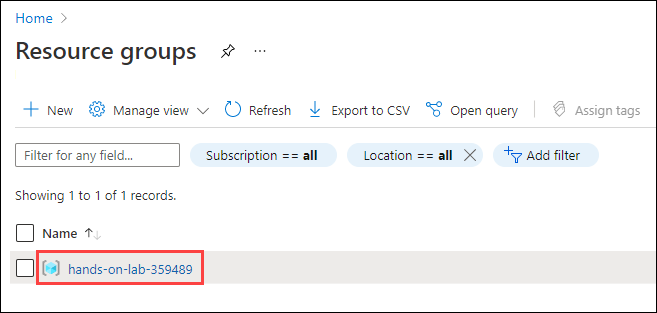 Home
Resource groups
New Manage view Refresh Export to CSV Open query Assign tags
Filter for any field... Subscription == all Location == all Add filter
Showing 1 to 1 of 1 records.
Name
hands-on-lab-359489